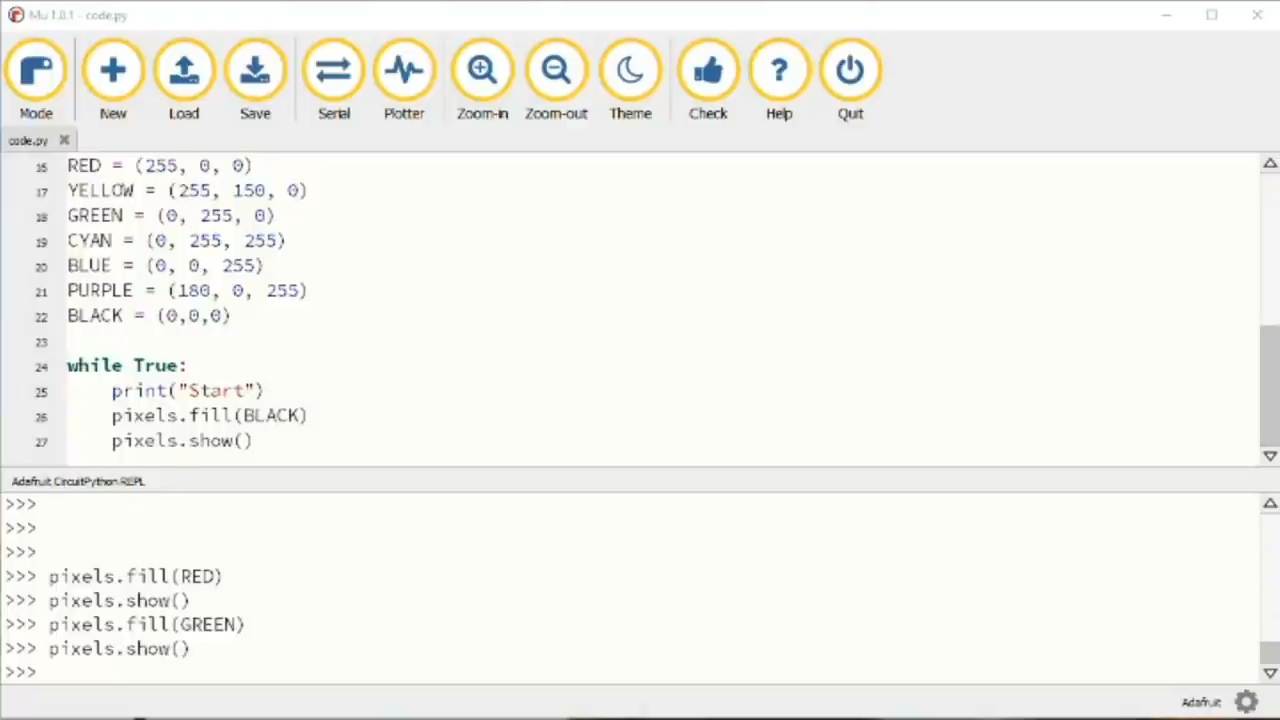 Mu 1.0.1 - code.py
Mode New Load Save Serial Plotter Zoom-in Zoom-out Theme Check Help Quit
code.py
16 RED = (255, 0, 0)
17 YELLOW = (255, 150, 0)
18 GREEN = (0, 255, 0)
19 CYAN = (0, 255, 255)
20 BLUE = (0, 0, 255)
21 PURPLE = (180, 0, 255)
22 BLACK = (0,0,0)
23
24 while True:
25 print("Start")
26 pixels.fill(BLACK)
27 pixels.show()
Adafruit CircuitPython REPL
>>>
>>>
>>>
>>> pixels.fill(RED)
>>> pixels.show()
>>> pixels.fill(GREEN)
>>> pixels.show()
>>>
Adafruit